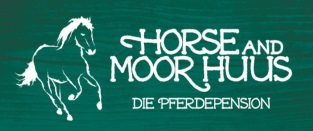 HORSE AND
MOOR HUUS
DIE PFERDEPENSION